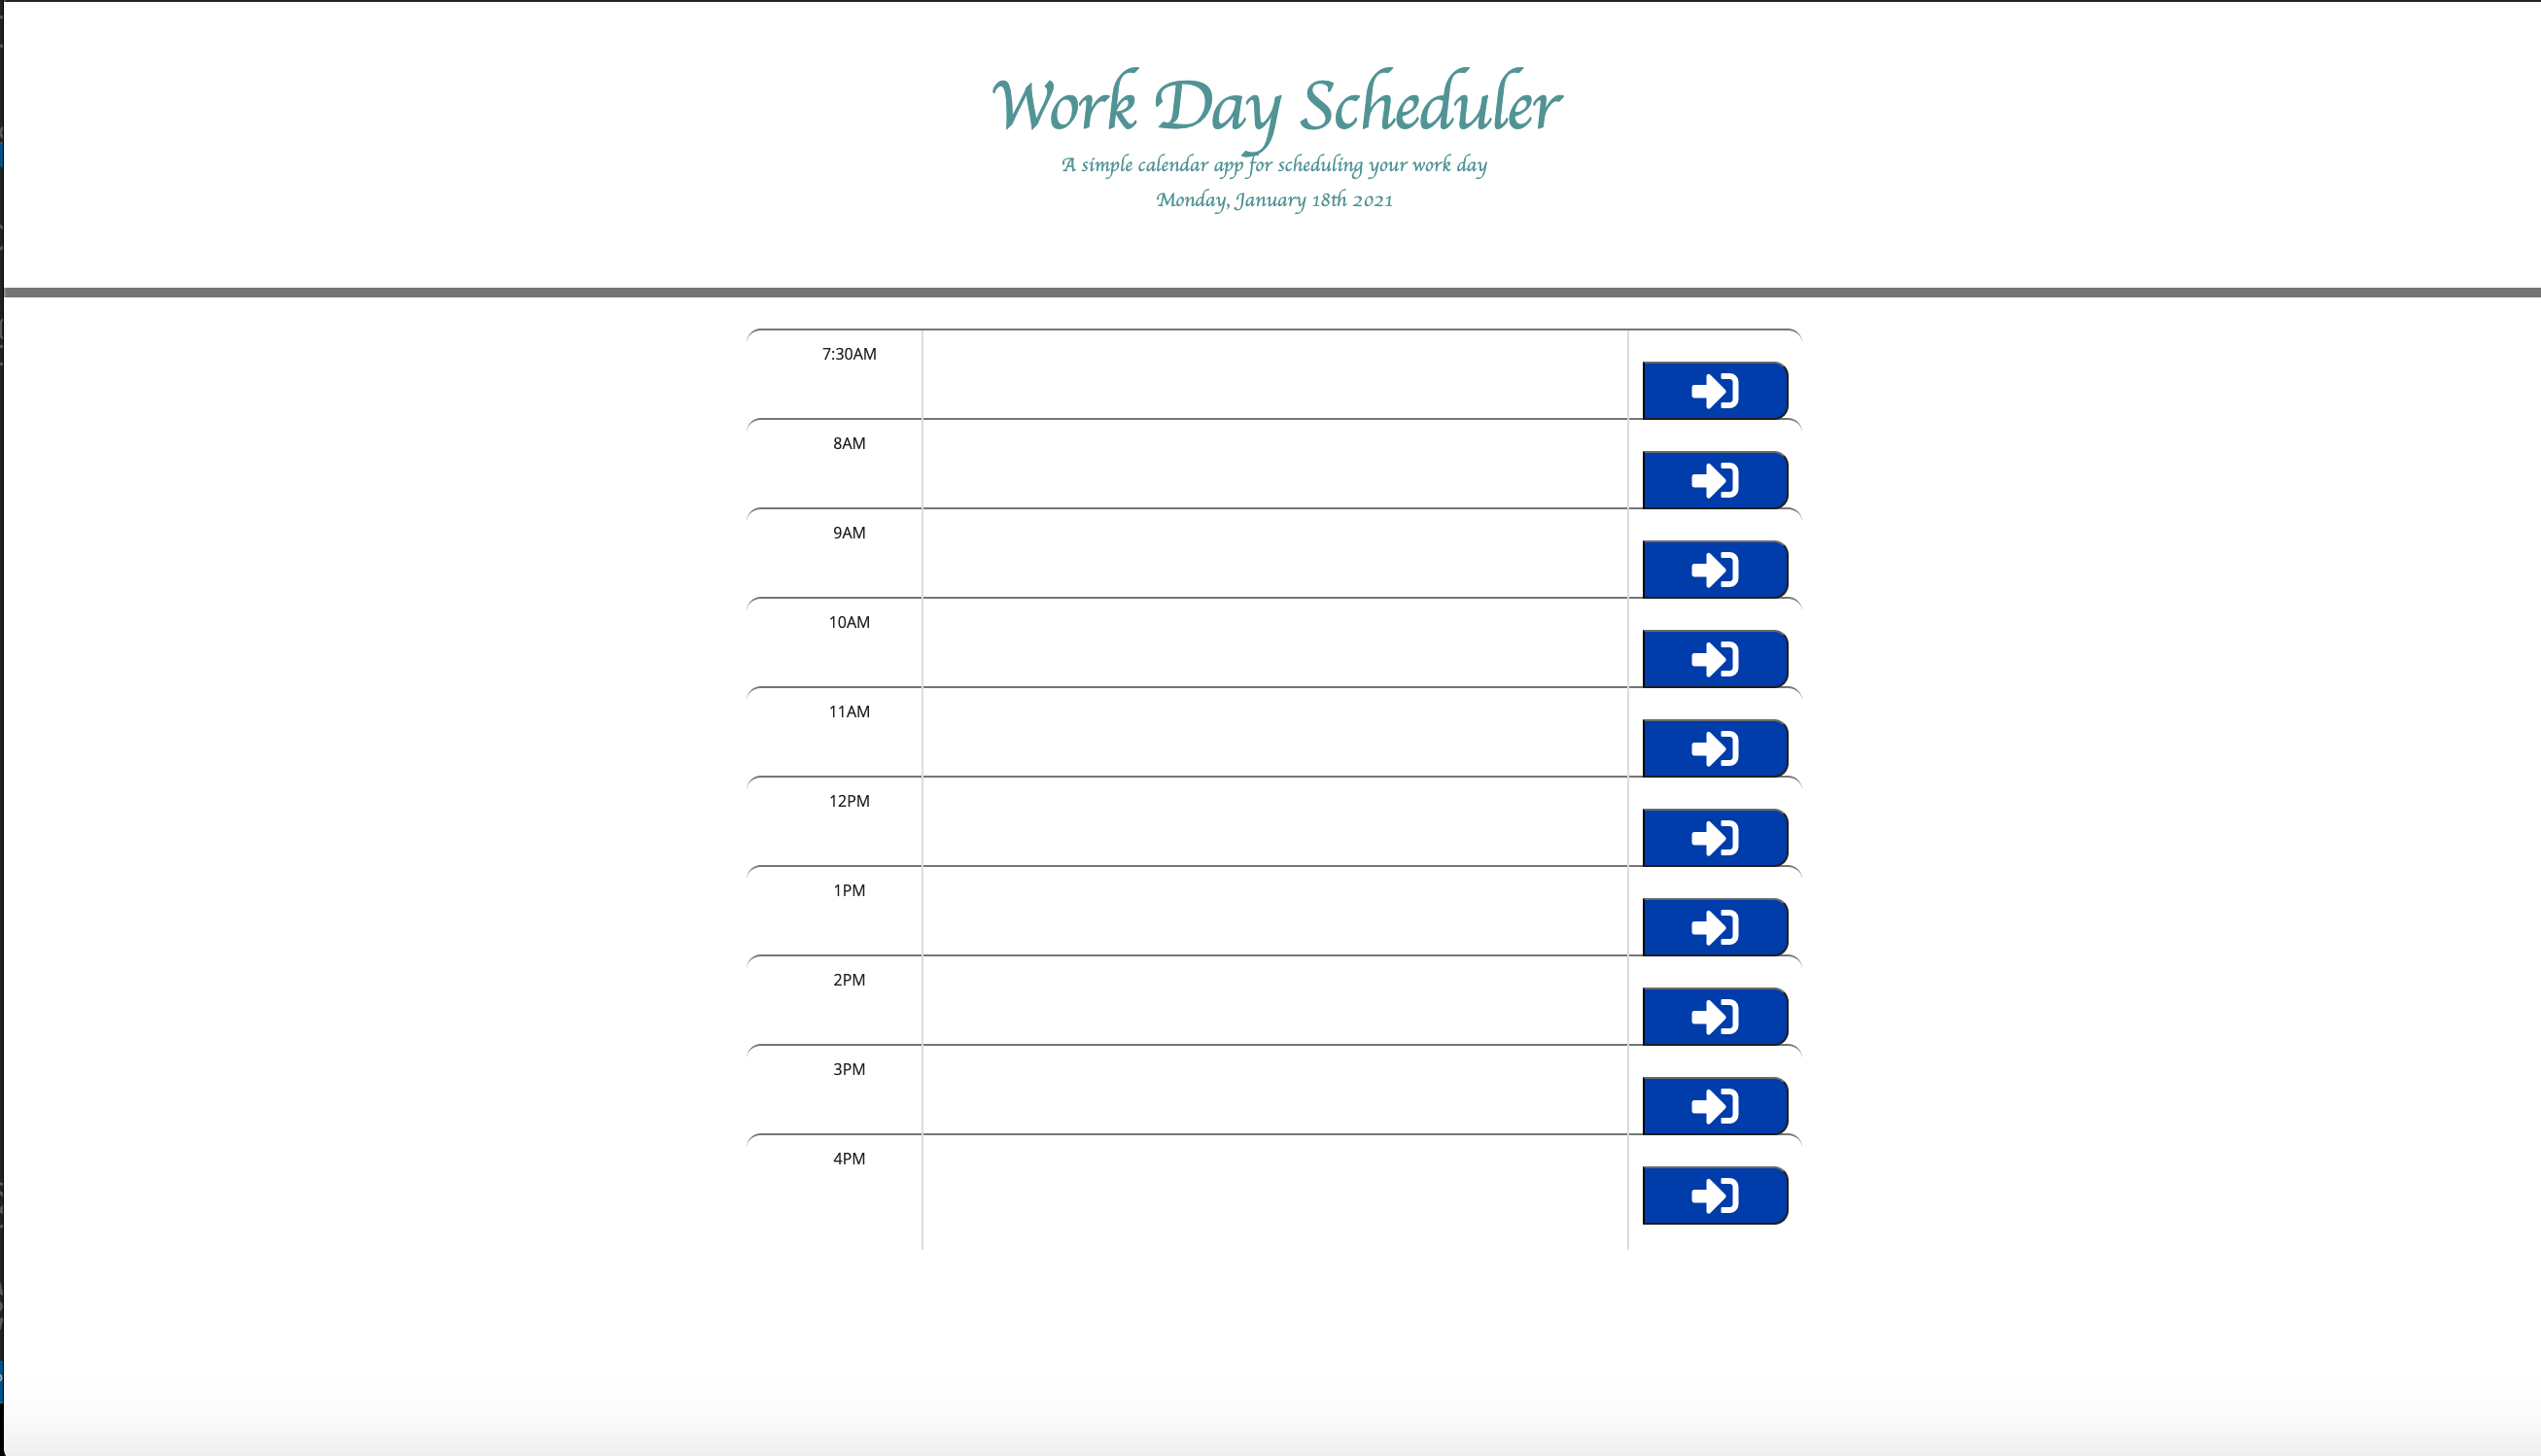 Work Day Scheduler
A simple calendar app for scheduling your work day
Monday, January 18th 2021
7:30AM
8AM
9AM
10AM
11AM
12PM
1PM
2PM
3PM
4PM